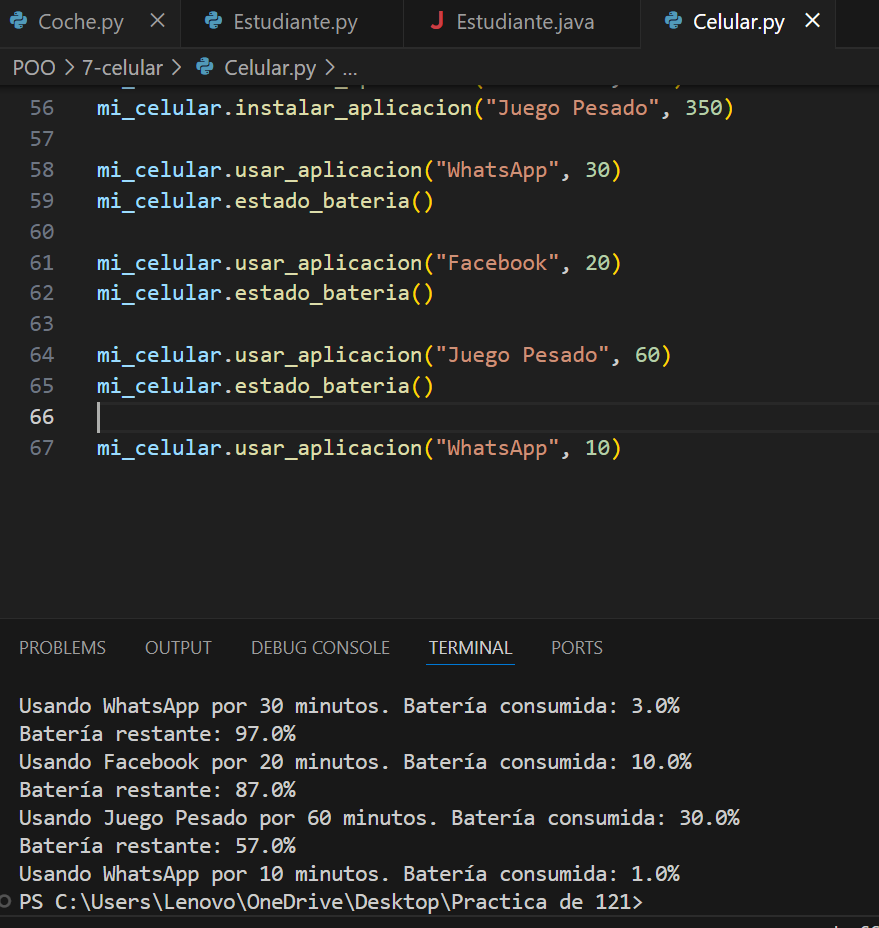 Coche.py
Estudiante.py
Estudiante.java
Celular.py
POO > 7-celular > Celular.py > ...
56 mi_celular.instalar_aplicacion("Juego Pesado", 350)
57
58 mi_celular.usar_aplicacion("WhatsApp", 30)
59 mi_celular.estado_bateria()
60
61 mi_celular.usar_aplicacion("Facebook", 20)
62 mi_celular.estado_bateria()
63
64 mi_celular.usar_aplicacion("Juego Pesado", 60)
65 mi_celular.estado_bateria()
66
67 mi_celular.usar_aplicacion("WhatsApp", 10)
PROBLEMS OUTPUT DEBUG CONSOLE TERMINAL PORTS
Usando WhatsApp por 30 minutos. Batería consumida: 3.0%
Batería restante: 97.0%
Usando Facebook por 20 minutos. Batería consumida: 10.0%
Batería restante: 87.0%
Usando Juego Pesado por 60 minutos. Batería consumida: 30.0%
Batería restante: 57.0%
Usando WhatsApp por 10 minutos. Batería consumida: 1.0%
PS C:\Users\Lenovo\OneDrive\Desktop\Practica de 121>